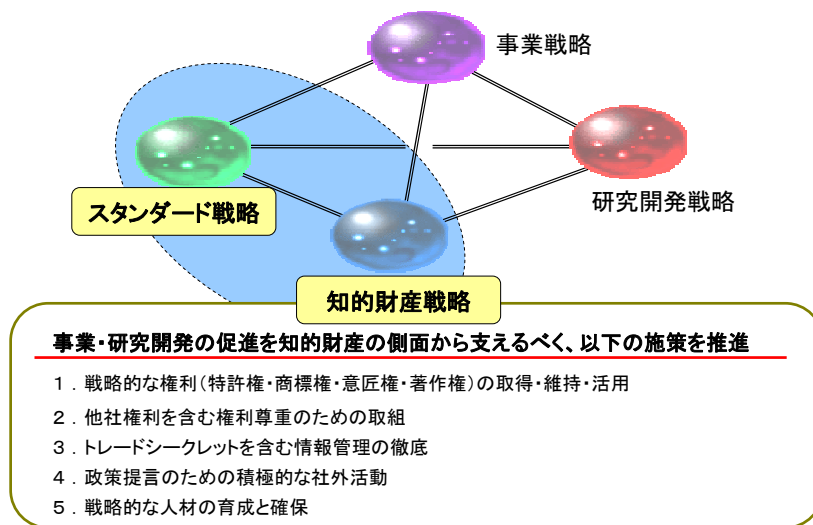 事業戦略
研究開発戦略
スタンダード戦略
知的財産戦略
事業・研究開発の促進を知的財産の側面から支えるべく、以下の施策を推進
１．戦略的な権利（特許権・商標権・意匠権・著作権）の取得・維持・活用
２．他社権利を含む権利尊重のための取組
３．トレードシークレットを含む情報管理の徹底
４．政策提言のための積極的な社外活動
５．戦略的な人材の育成と確保